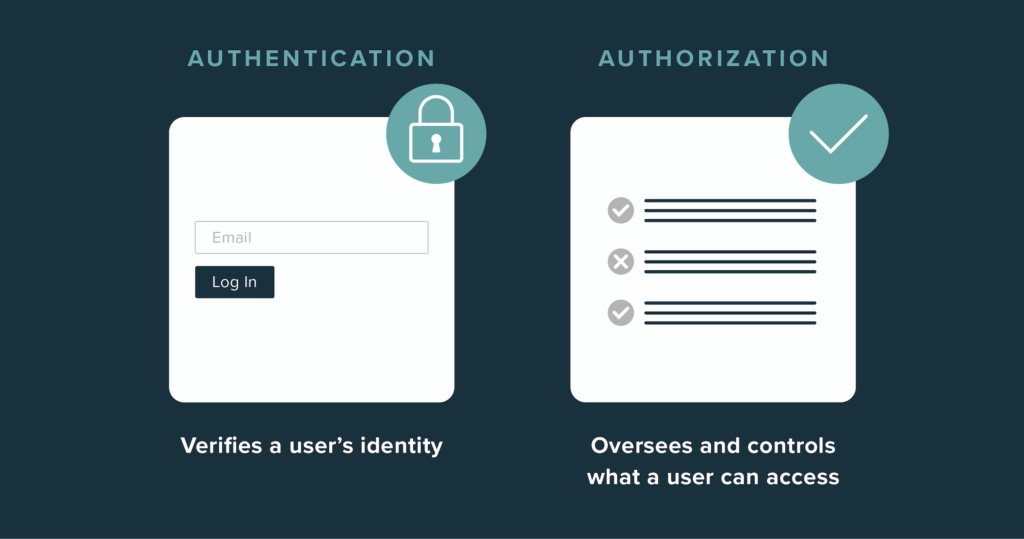 AUTHENTICATION
Email
Log In
Verifies a user’s identity
AUTHORIZATION
Oversees and controls
what a user can access